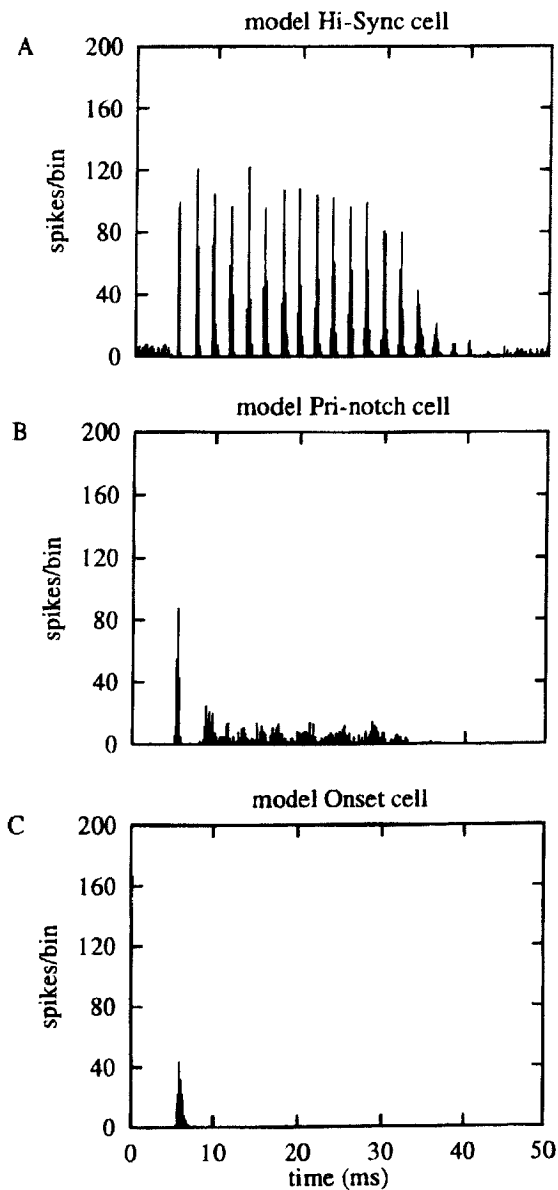 model Hi-Sync cell
A
200
160
120
80
40
0
spikes/bin
model Pri-notch cell
B
200
160
120
80
40
0
spikes/bin
model Onset cell
C
200
160
120
80
40
0
spikes/bin
0 10 20 30 40 50
time (ms)